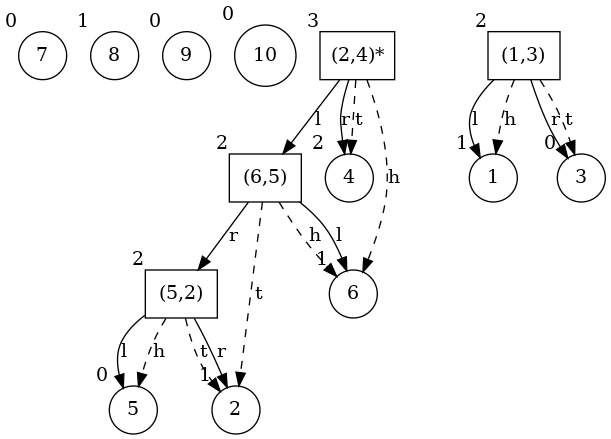 0 1 0 0 3 2
7 8 9 10 (2,4)* (1,3)
l r t l h r t
2 2 1 0
(6,5) 4 h 1 3
r h l
1
2 t
(5,2) 6
l h t r
0 1
5 2